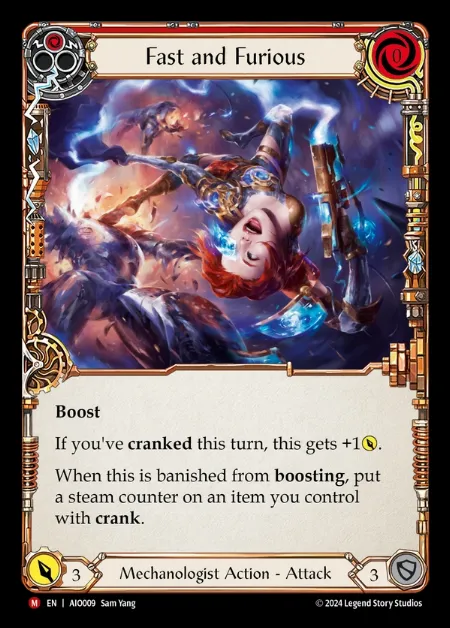 Fast and Furious
0
Boost
If you've cranked this turn, this gets +1.
When this is banished from boosting, put
a steam counter on an item you control
with crank.
3 Mechanologist Action - Attack 3
M EN | AIO009 Sam Yang © 2024 Legend Story Studios